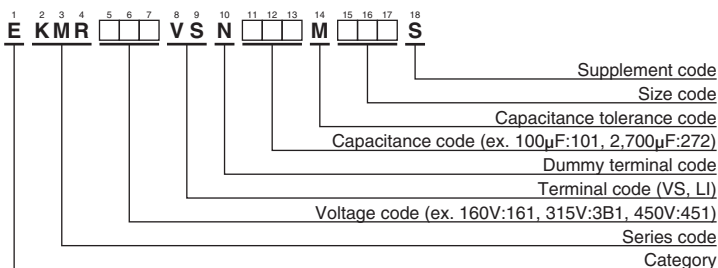 1 2 3 4 5 6 7 8 9 10 11 12 13 14 15 16 17 18
E KMR VS N M S
Supplement code
Size code
Capacitance tolerance code
Capacitance code (ex. 100µF:101, 2,700µF:272)
Dummy terminal code
Terminal code (VS, LI)
Voltage code (ex. 160V:161, 315V:3B1, 450V:451)
Series code
Category